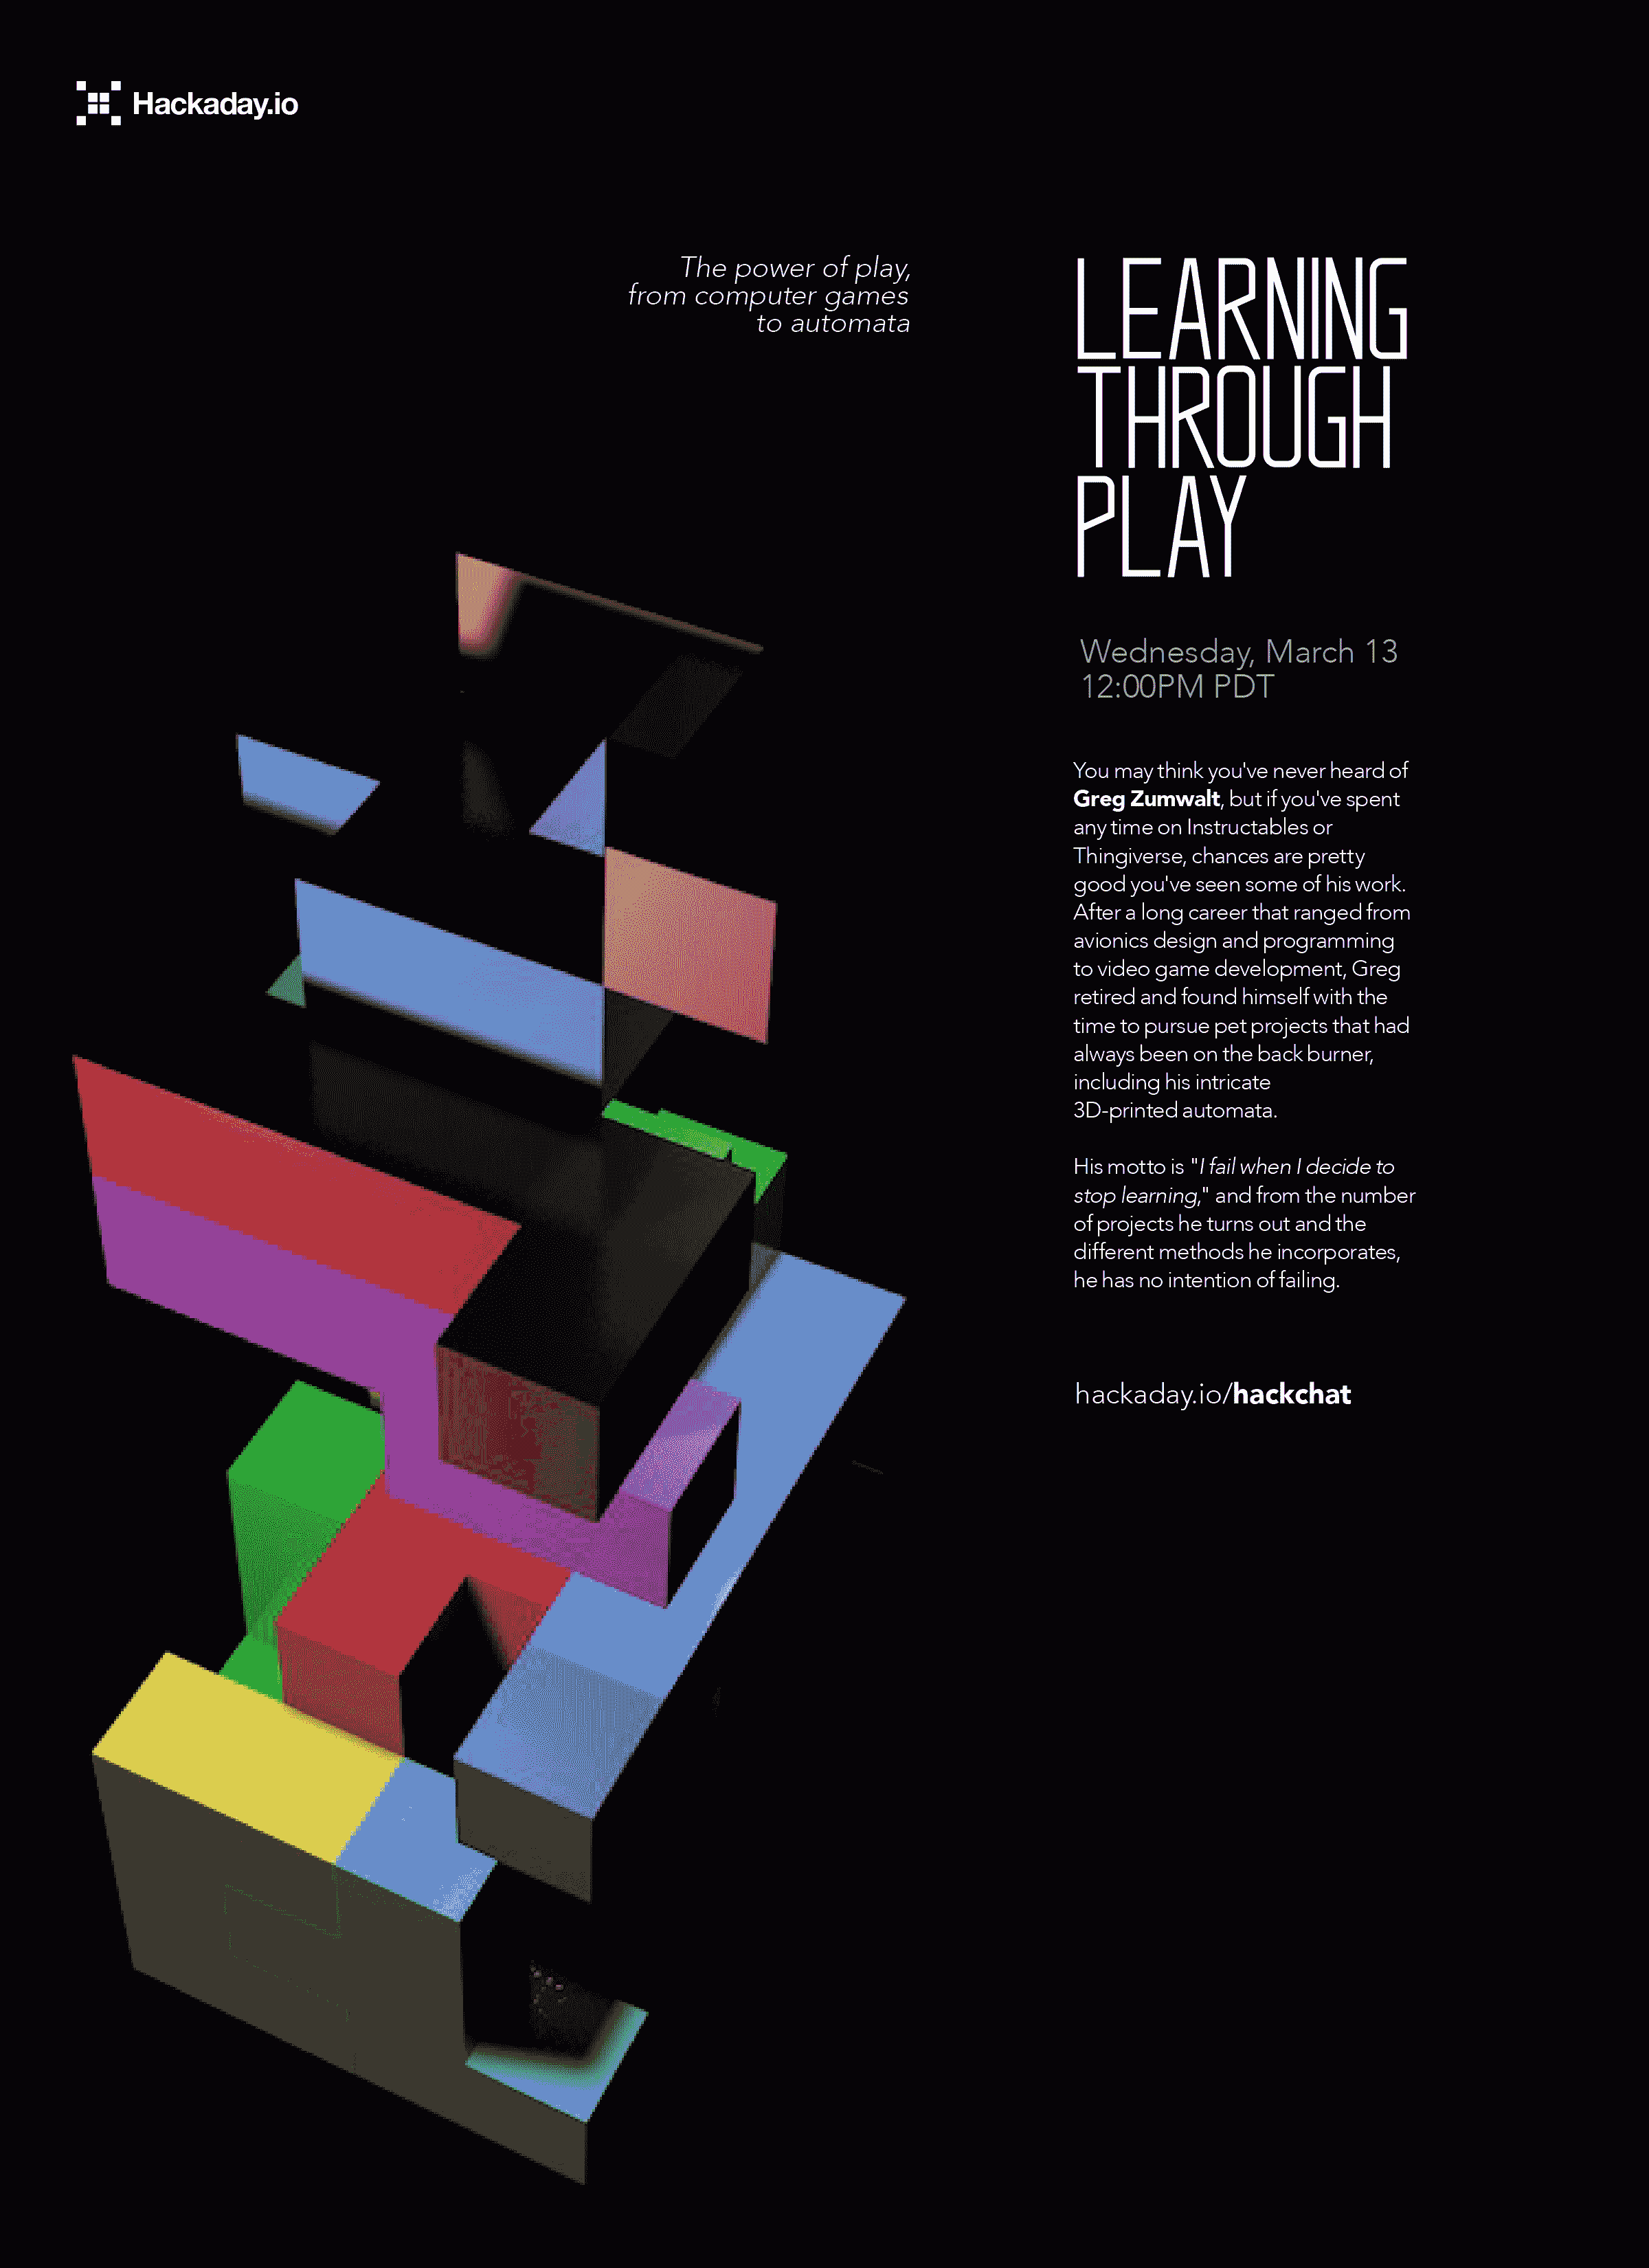 Hackaday.io
The power of play,
from computer games
to automata
LEARNING
THROUGH
PLAY
Wednesday, March 13
12:00PM PDT
You may think you've never heard of
Greg Zumwalt, but if you've spent
any time on Instructables or
Thingiverse, chances are pretty
good you've seen some of his work.
After a long career that ranged from
avionics design and programming
to video game development, Greg
retired and found himself with the
time to pursue pet projects that had
always been on the back burner,
including his intricate
3D-printed automata.
His motto is "I fail when I decide to
stop learning," and from the number
of projects he turns out and the
different methods he incorporates,
he has no intention of failing.
hackaday.io/hackchat